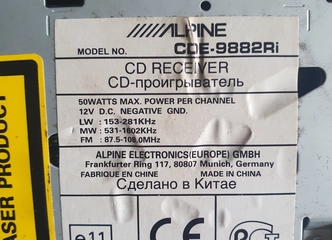 /////ALPINE
MODEL NO. CDE-9882Ri
CD RECEIVER
CD-проигрыватель
50WATTS MAX. POWER PER CHANNEL
12V D.C. NEGATIVE GND.
LW : 153-281KHz
MW : 531-1602KHz
FM : 87.5-108.0MHz
ALPINE ELECTRONICS(EUROPE) GMBH
Frankfurter Ring 117, 80807 Munich, Germany
FABRIQUE EN CHINE MADE IN CHINA
Сделано в Китае
ASER PRODUCT
e11
CE